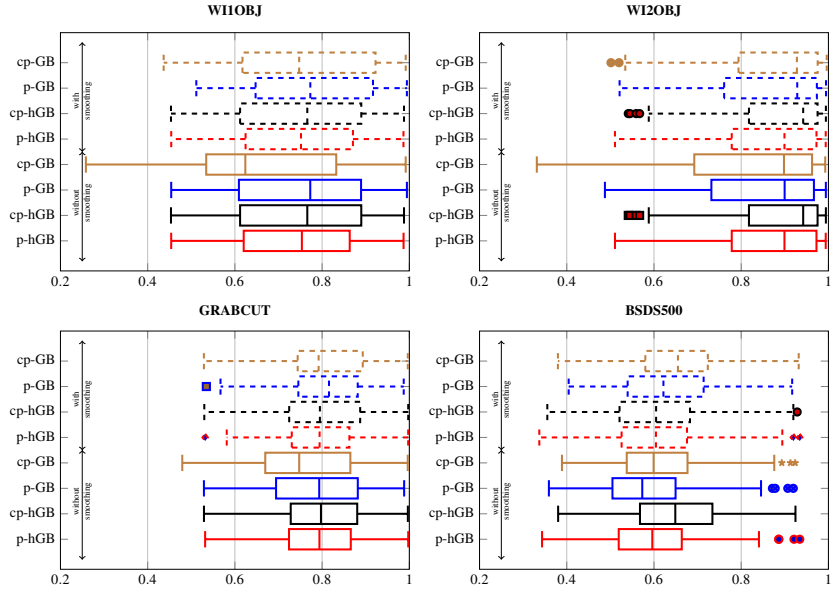 WI1OBJ
cp-GB
p-GB
cp-hGB
p-hGB
cp-GB
p-GB
cp-hGB
p-hGB
with
smoothing
without
smoothing
0.2 0.4 0.6 0.8 1
WI2OBJ
cp-GB
p-GB
cp-hGB
p-hGB
cp-GB
p-GB
cp-hGB
p-hGB
with
smoothing
without
smoothing
0.2 0.4 0.6 0.8 1
GRABCUT
cp-GB
p-GB
cp-hGB
p-hGB
cp-GB
p-GB
cp-hGB
p-hGB
with
smoothing
without
smoothing
0.2 0.4 0.6 0.8 1
BSDS500
cp-GB
p-GB
cp-hGB
p-hGB
cp-GB
p-GB
cp-hGB
p-hGB
with
smoothing
without
smoothing
0.2 0.4 0.6 0.8 1